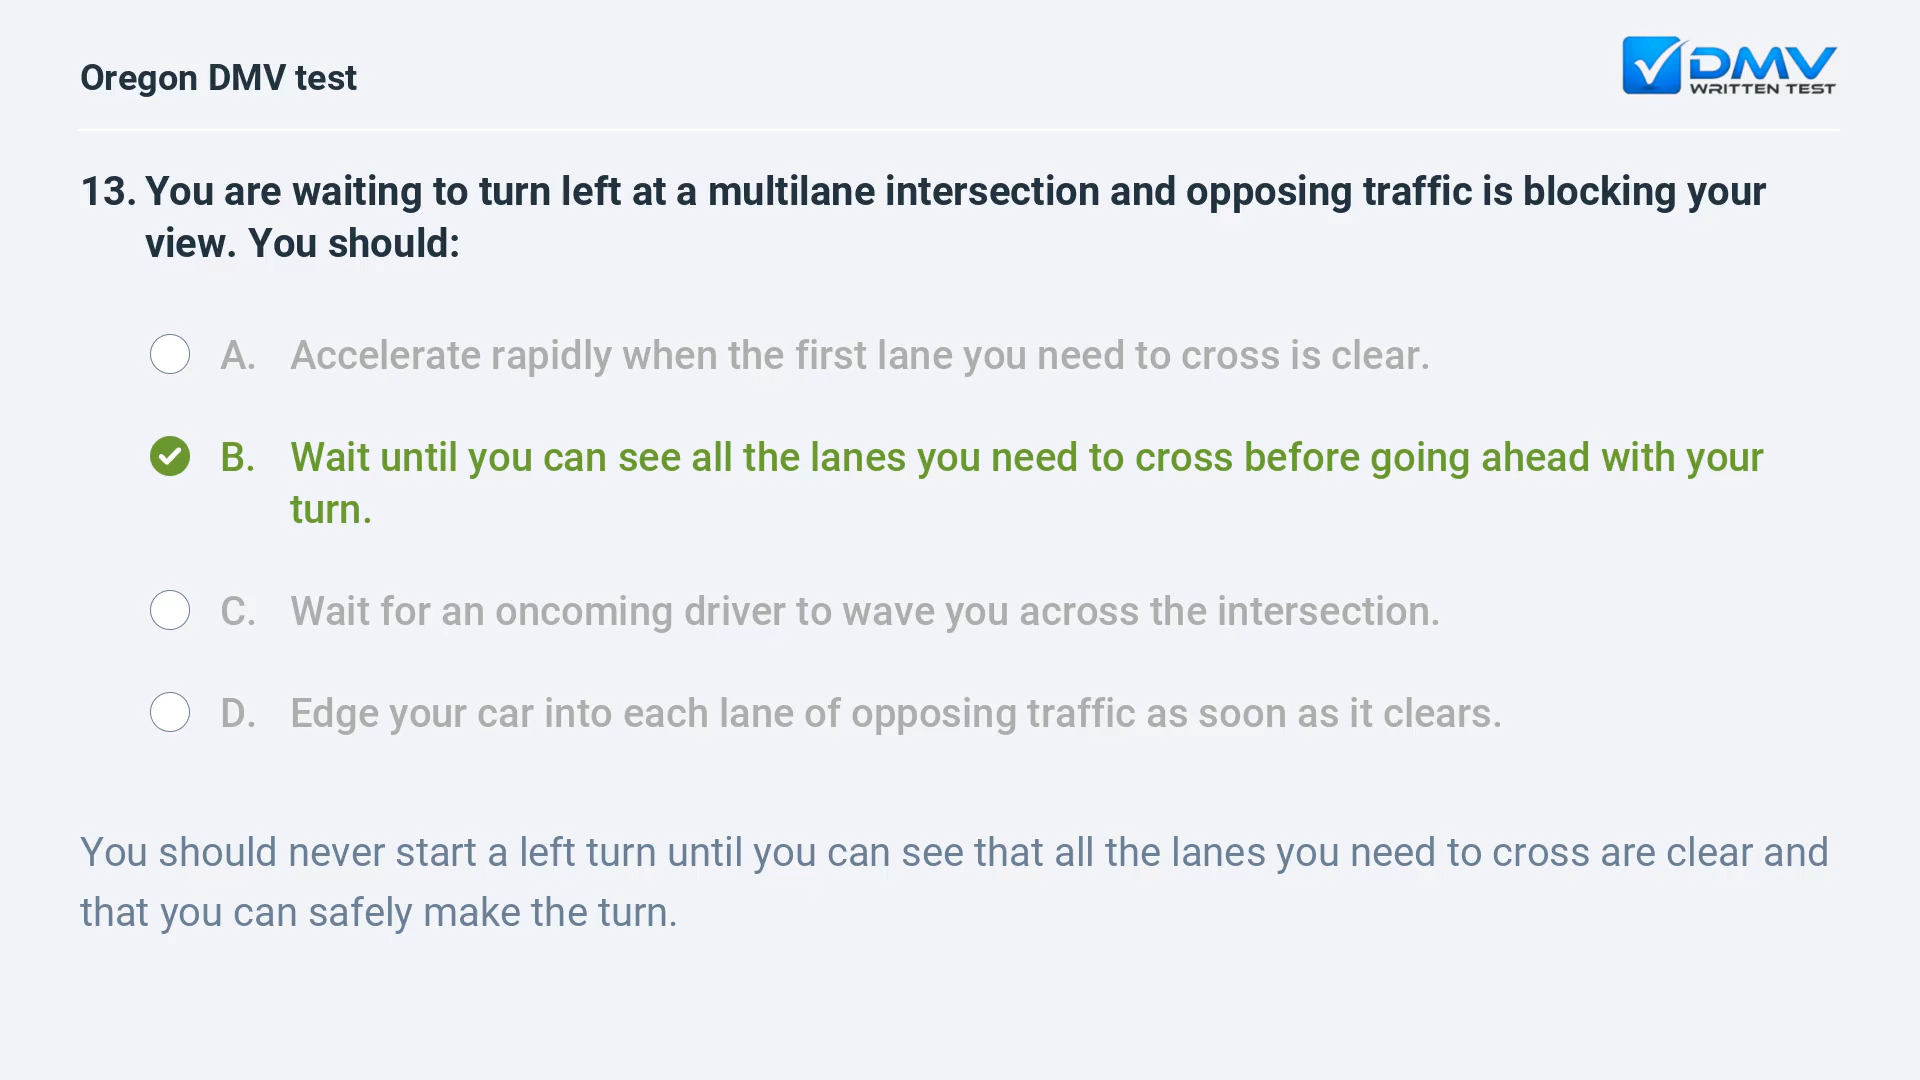 Oregon DMV test
DMV
WRITTEN TEST
13. You are waiting to turn left at a multilane intersection and opposing traffic is blocking your
view. You should:
A. Accelerate rapidly when the first lane you need to cross is clear.
B. Wait until you can see all the lanes you need to cross before going ahead with your
turn.
C. Wait for an oncoming driver to wave you across the intersection.
D. Edge your car into each lane of opposing traffic as soon as it clears.
You should never start a left turn until you can see that all the lanes you need to cross are clear and
that you can safely make the turn.